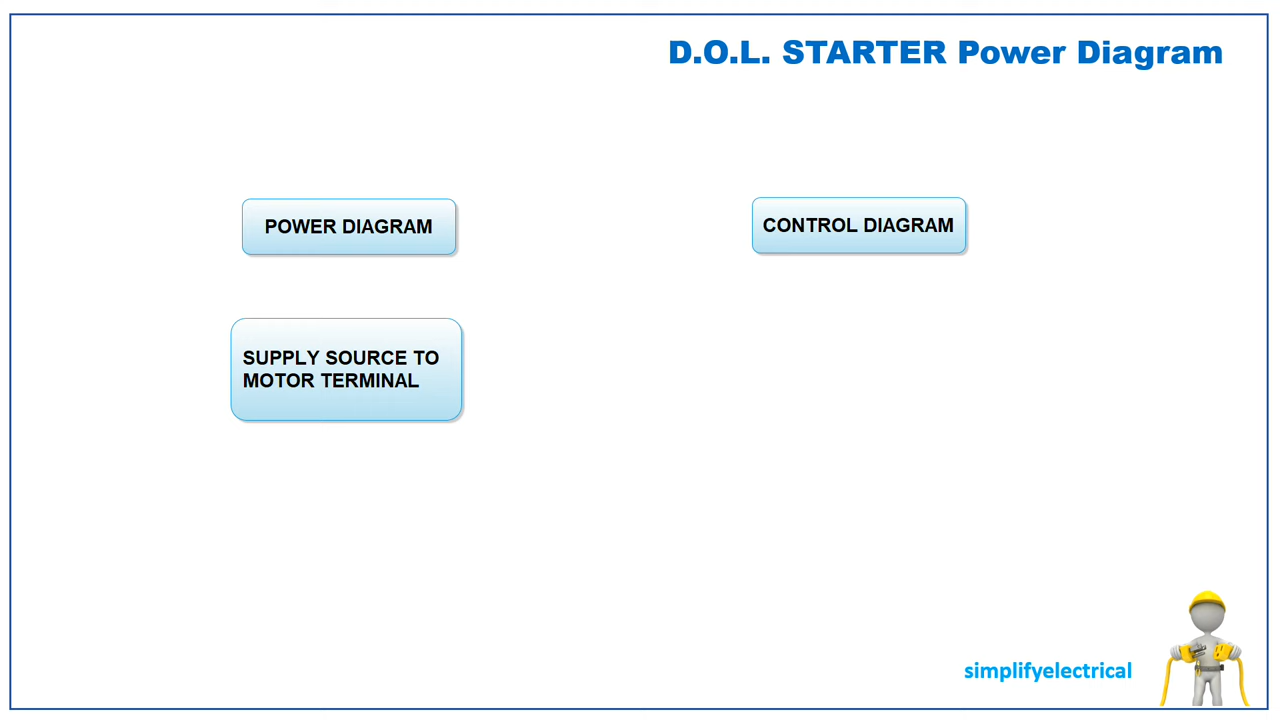 D.O.L. STARTER Power Diagram
POWER DIAGRAM
CONTROL DIAGRAM
SUPPLY SOURCE TO
MOTOR TERMINAL
simplifyelectrical